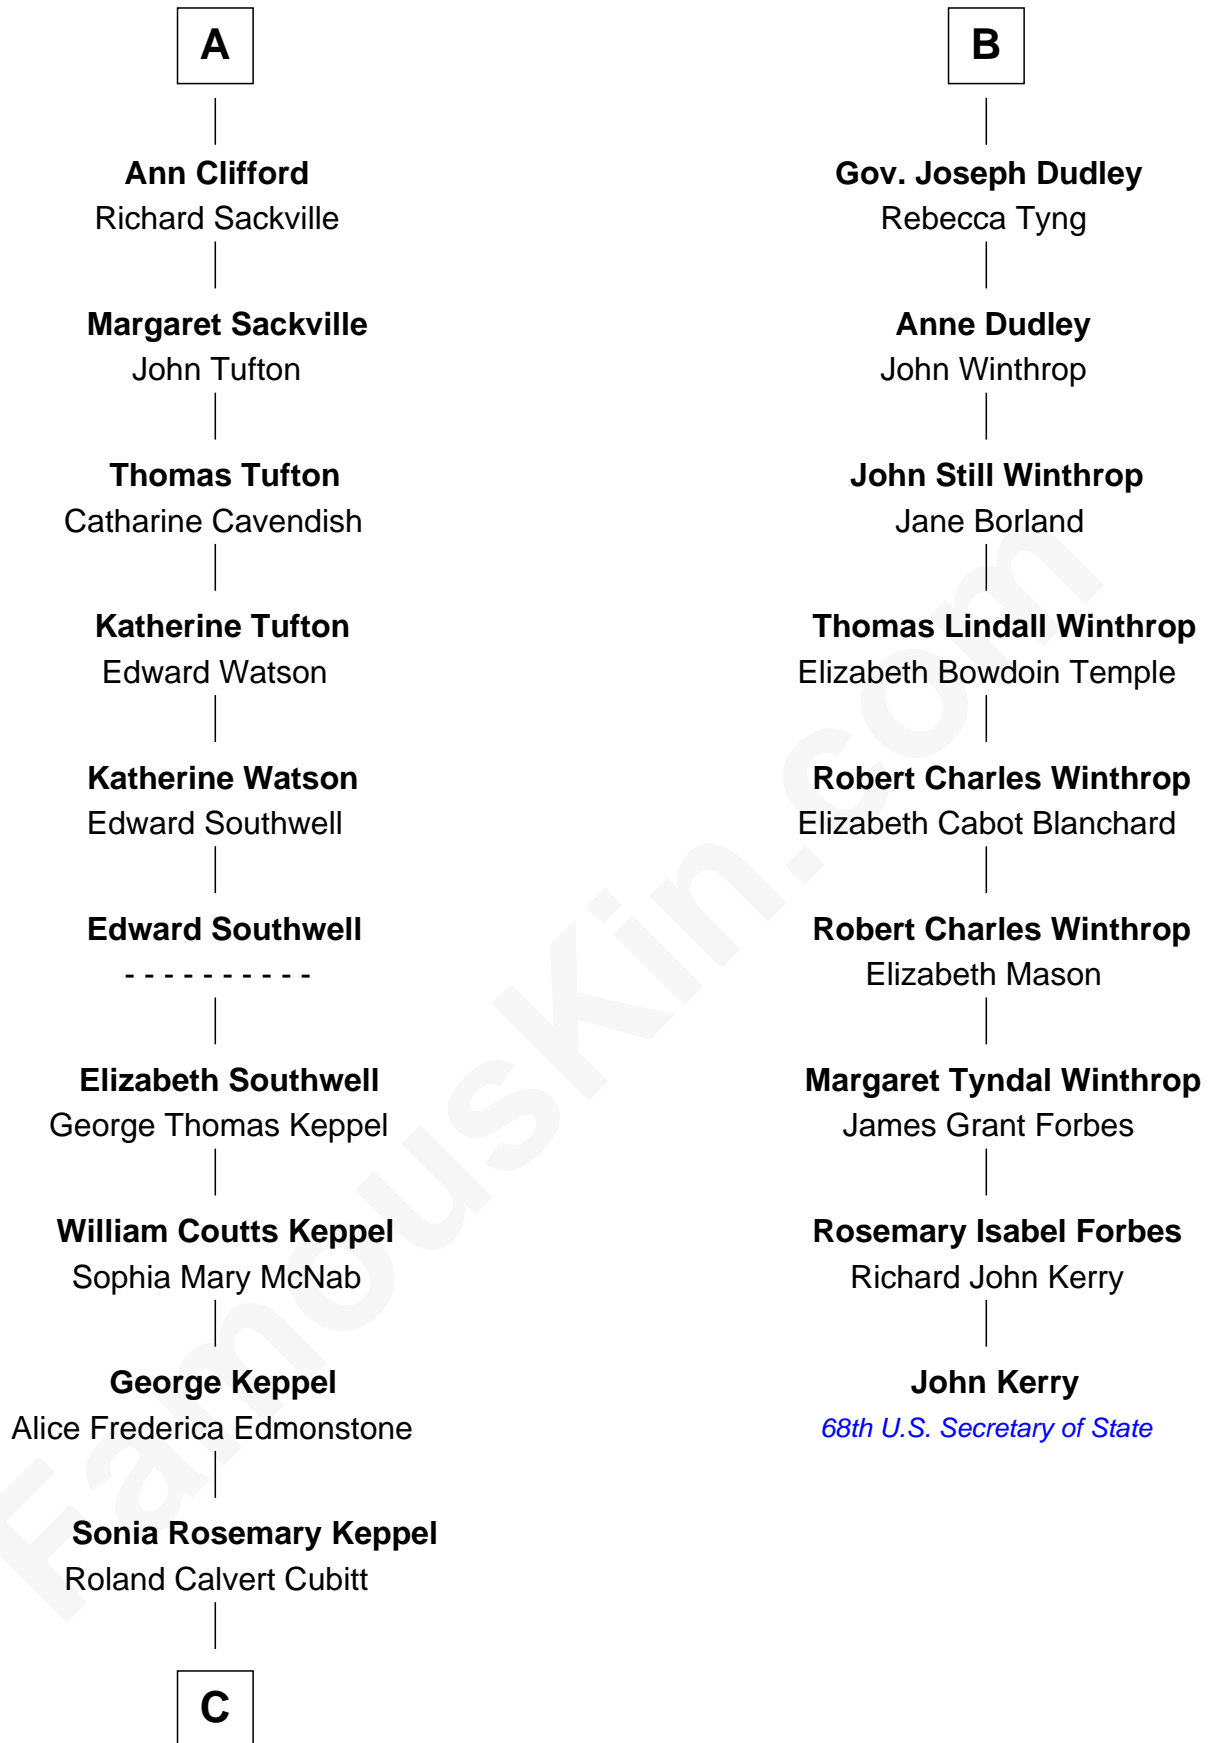 A
Ann Clifford
Richard Sackville
Margaret Sackville
John Tufton
Thomas Tufton
Catharine Cavendish
Katherine Tufton
Edward Watson
Katherine Watson
Edward Southwell
Edward Southwell
- - - - - - - - - -
Elizabeth Southwell
George Thomas Keppel
William Coutts Keppel
Sophia Mary McNab
George Keppel
Alice Frederica Edmonstone
Sonia Rosemary Keppel
Roland Calvert Cubitt
C
B
Gov. Joseph Dudley
Rebecca Tyng
Anne Dudley
John Winthrop
John Still Winthrop
Jane Borland
Thomas Lindall Winthrop
Elizabeth Bowdoin Temple
Robert Charles Winthrop
Elizabeth Cabot Blanchard
Robert Charles Winthrop
Elizabeth Mason
Margaret Tyndal Winthrop
James Grant Forbes
Rosemary Isabel Forbes
Richard John Kerry
John Kerry
68th U.S. Secretary of State
FamousKin.com